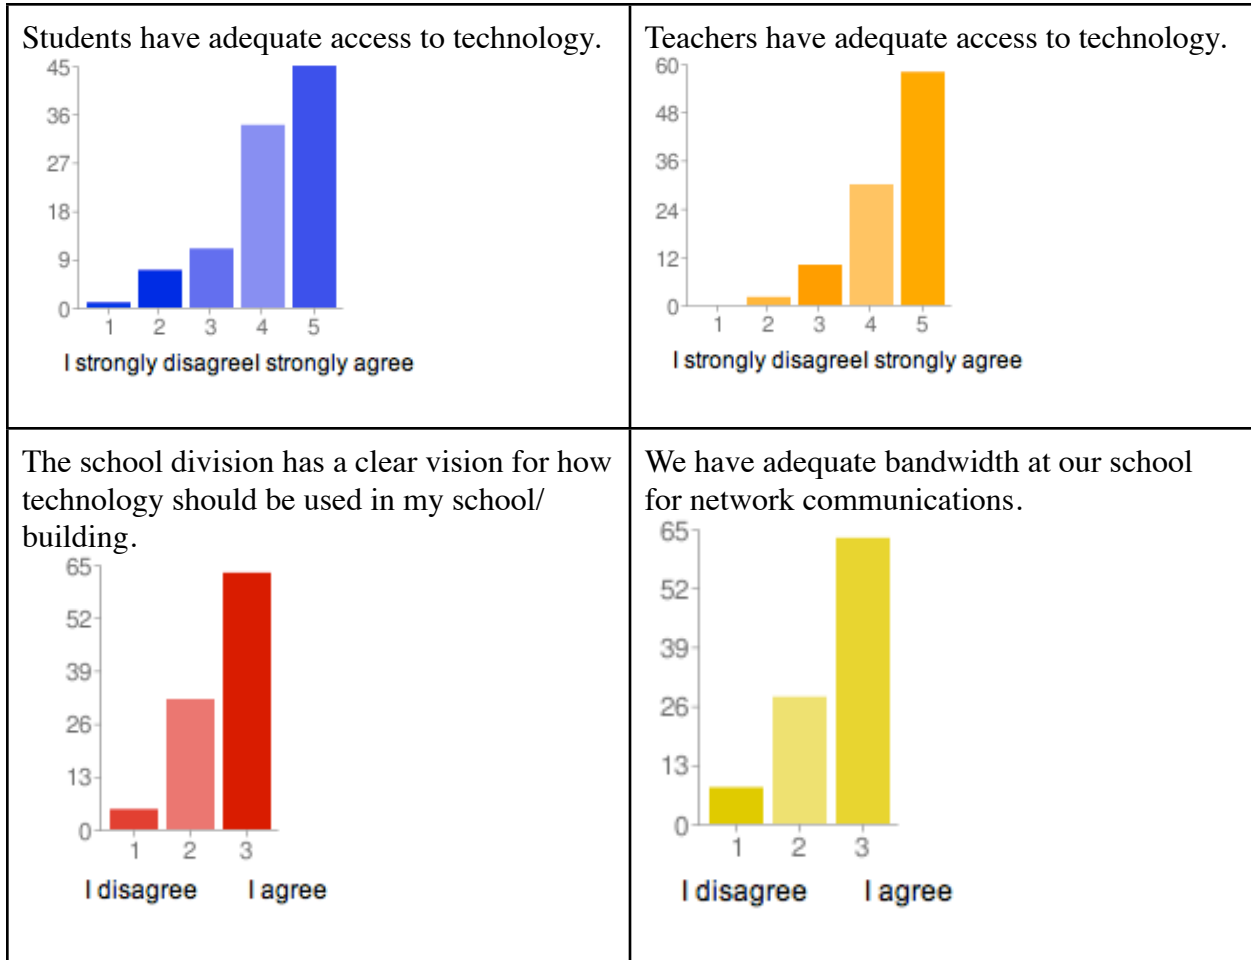 Students have adequate access to technology.
45
36
27
18
9
0
1 2 3 4 5
I strongly disagreeI strongly agree
Teachers have adequate access to technology.
60
48
36
24
12
0
1 2 3 4 5
I strongly disagreeI strongly agree
The school division has a clear vision for how
technology should be used in my school/
building.
65
52
39
26
13
0
1 2 3
I disagree I agree
We have adequate bandwidth at our school
for network communications.
65
52
39
26
13
0
1 2 3
I disagree I agree